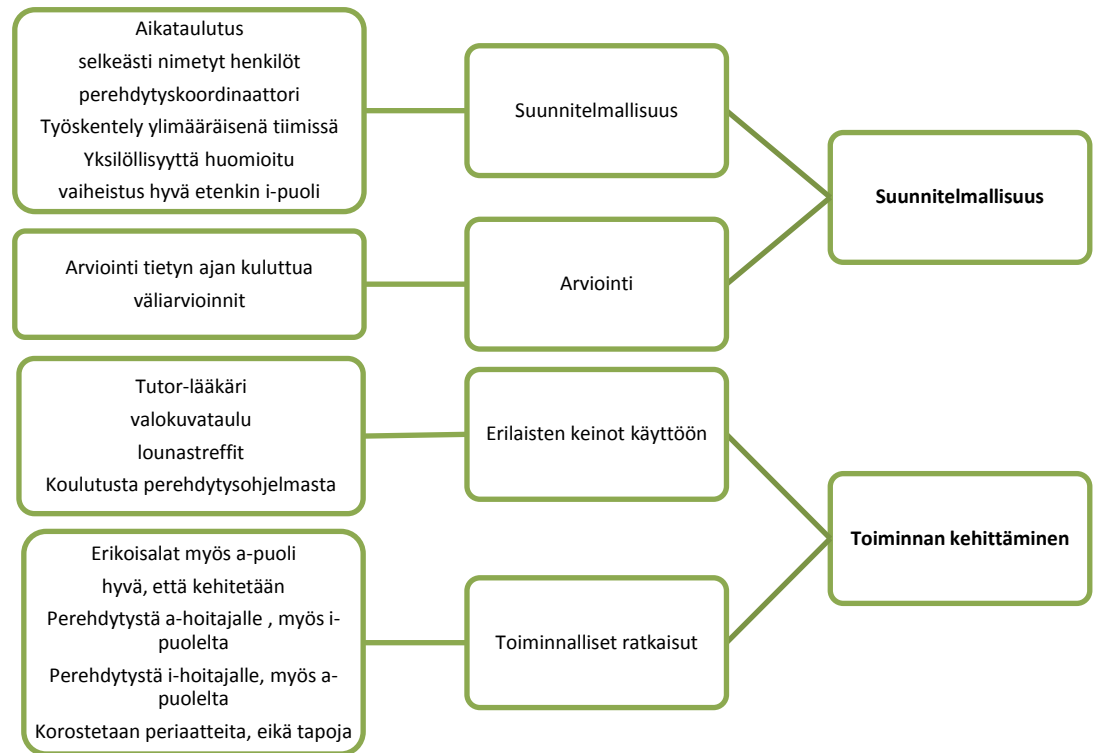 Aikataulutus
selkeästi nimetyt henkilöt
perehdytyskoordinaattori
Työskentely ylimääräisenä tiimissä
Yksilöllisyyttä huomioitu
vaiheistus hyvä etenkin i-puoli
Suunnitelmallisuus
Suunnitelmallisuus
Arviointi tietyn ajan kuluttua
väliarvioinnit
Arviointi
Tutor-lääkäri
valokuvataulu
lounastreffit
Koulutusta perehdytysohjelmasta
Erilaisten keinot käyttöön
Toiminnan kehittäminen
Erikoisalat myös a-puoli
hyvä, että kehitetään
Perehdytystä a-hoitajalle , myös i-
puolelta
Perehdytystä i-hoitajalle, myös a-
puolelta
Korostetaan periaatteita, eikä tapoja
Toiminnalliset ratkaisut